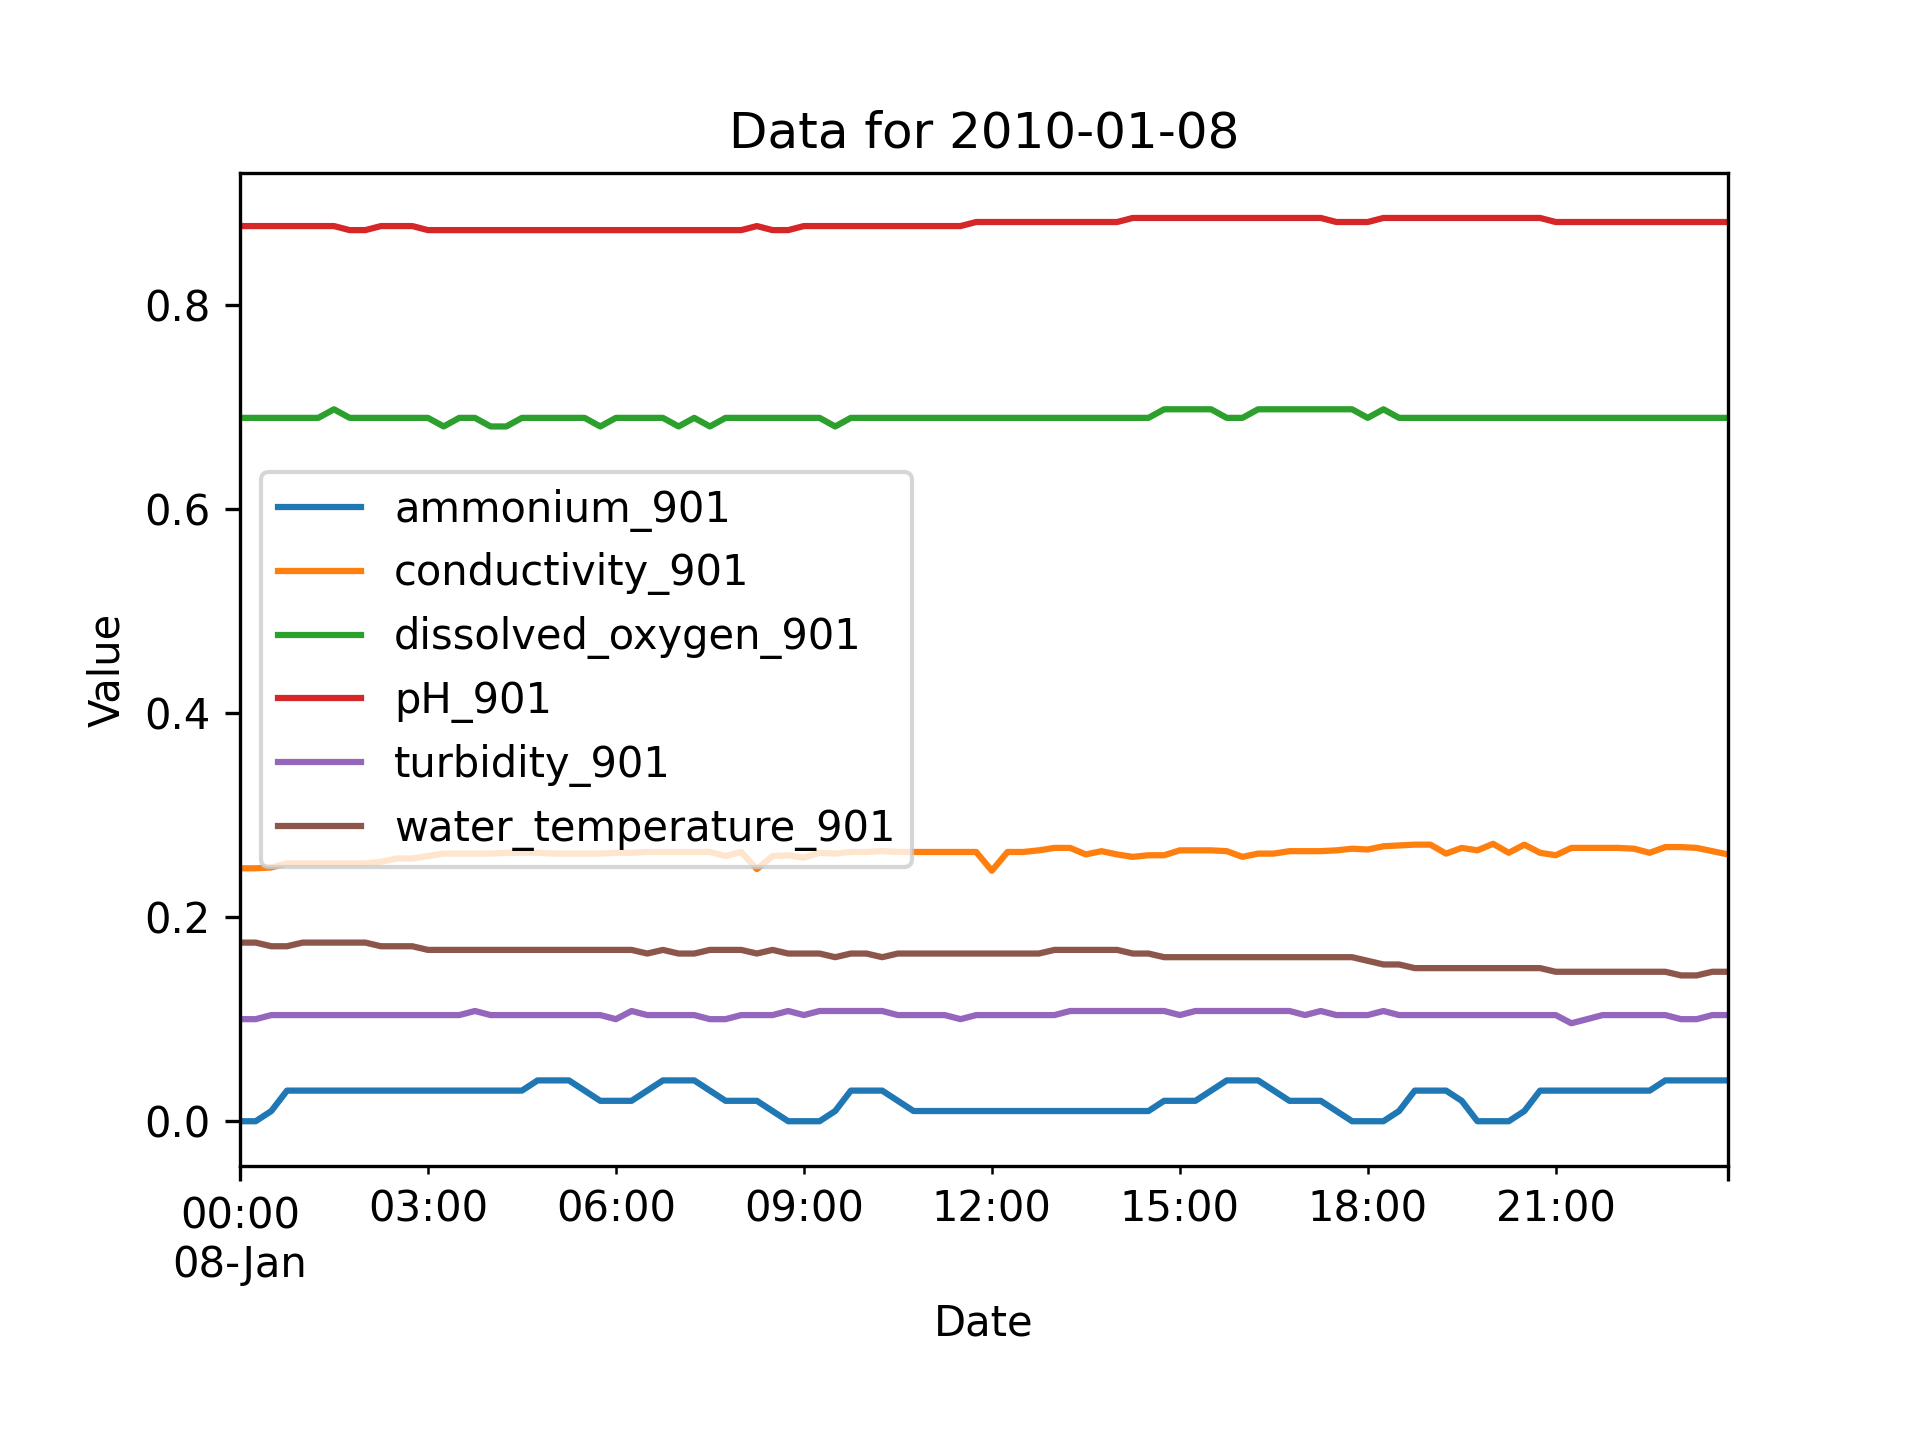 Data for 2010-01-08
Value
0.8
0.6
0.4
0.2
0.0
ammonium_901
conductivity_901
dissolved_oxygen_901
pH_901
turbidity_901
water_temperature_901
00:00 03:00 06:00 09:00 12:00 15:00 18:00 21:00
08-Jan
Date